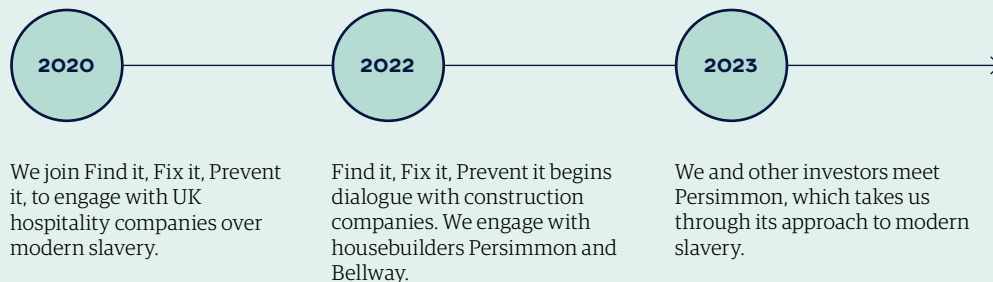 2020
2022
2023
We join Find it, Fix it, Prevent
it, to engage with UK
hospitality companies over
modern slavery.
Find it, Fix it, Prevent it begins
dialogue with construction
companies. We engage with
housebuilders Persimmon and
Bellway.
We and other investors meet
Persimmon, which takes us
through its approach to modern
slavery.